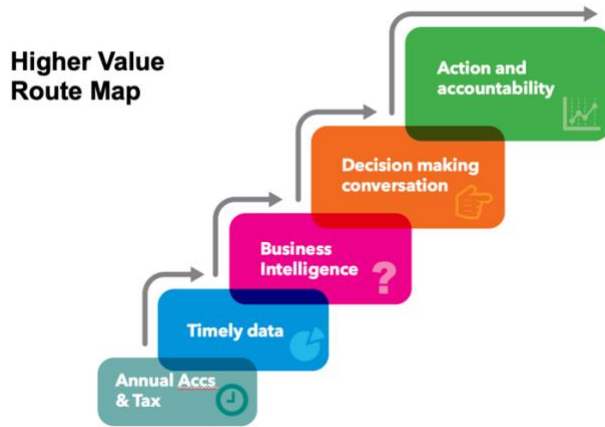 Higher Value
Route Map
Action and
accountability
Decision making
conversation
Business
Intelligence
?
Timely data
Annual Accs
& Tax